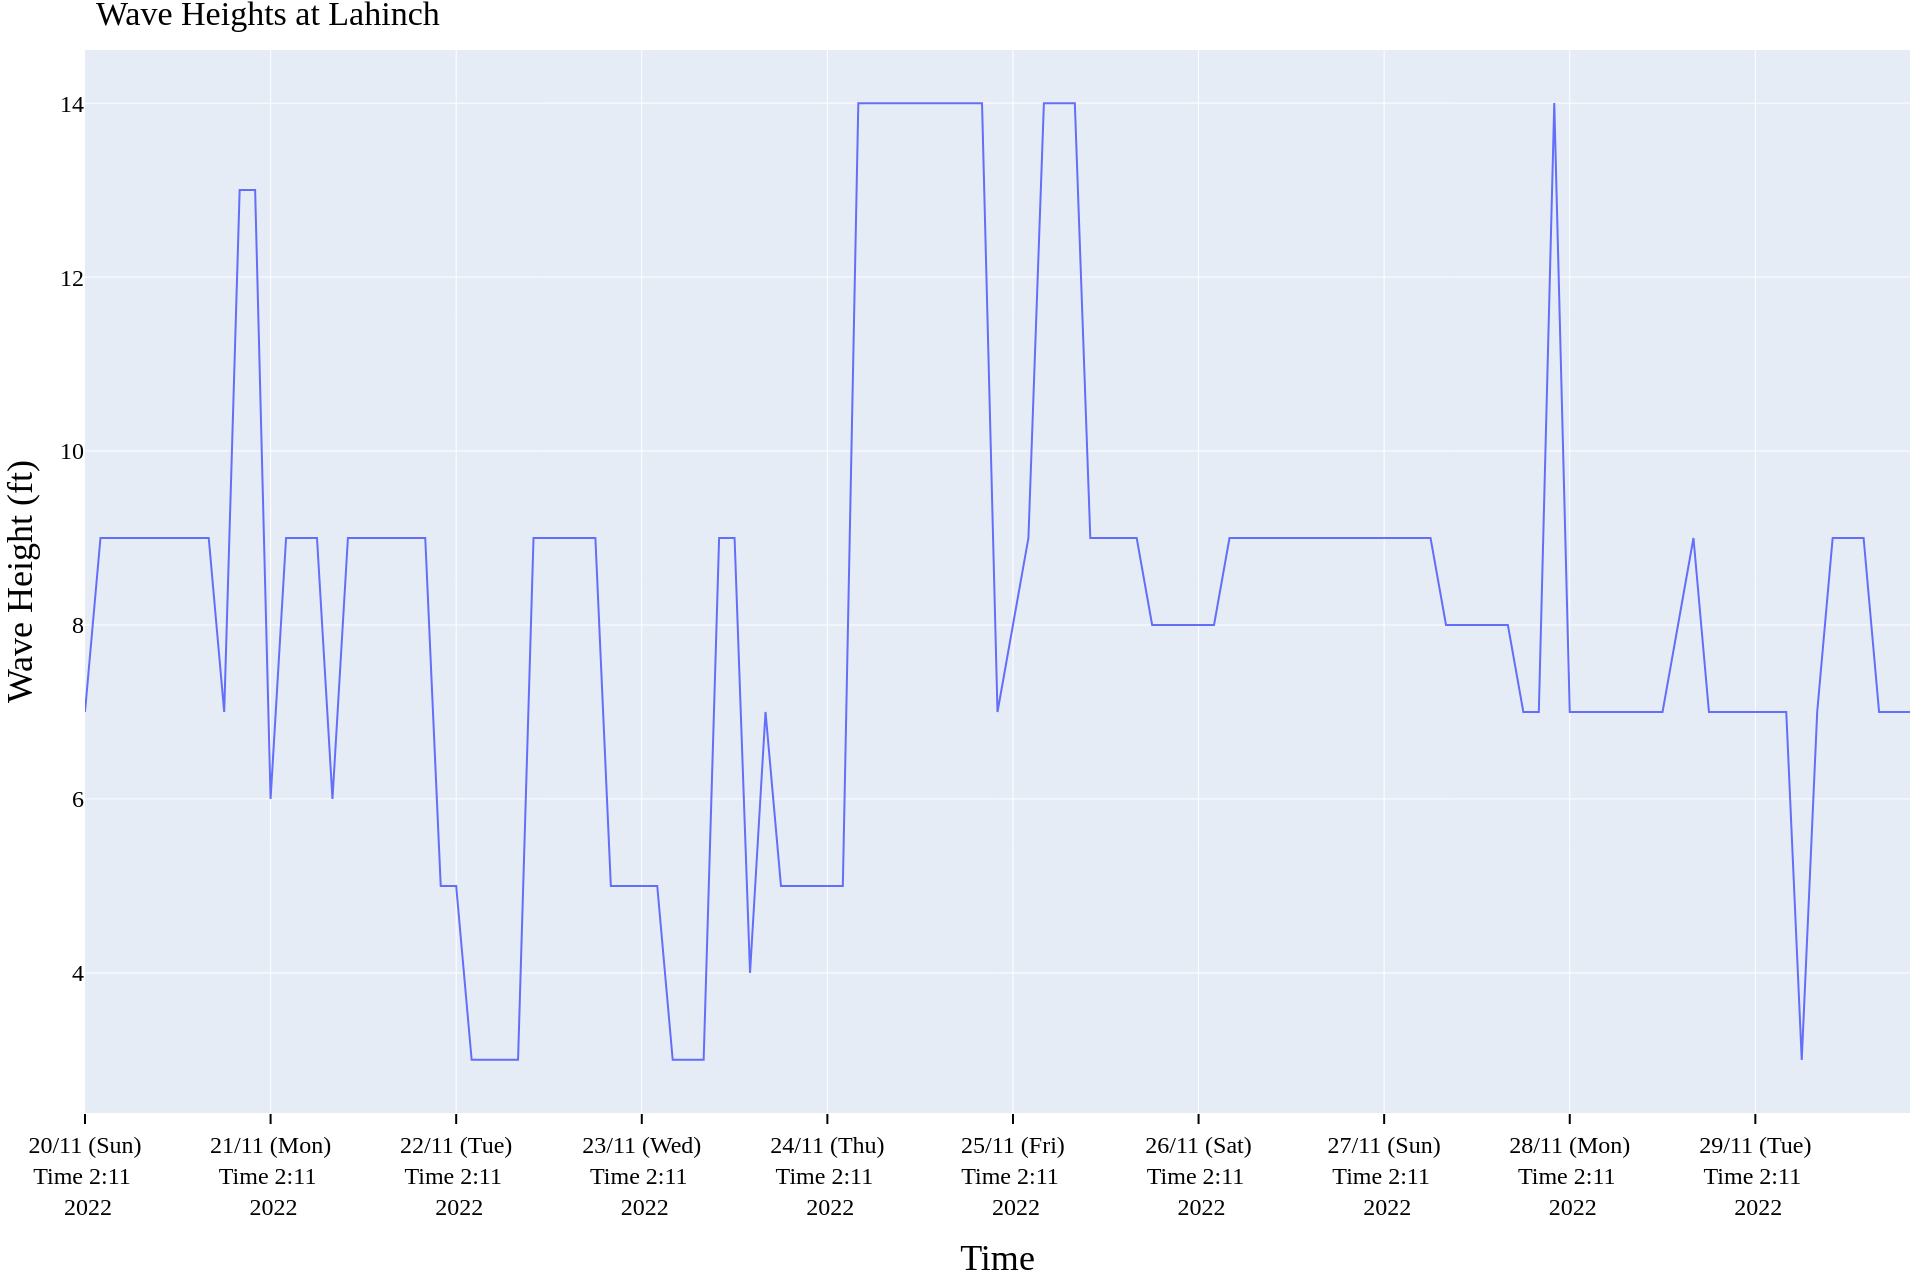 Wave Heights at Lahinch
Wave Height (ft)
14
12
10
8
6
4
20/11 (Sun)
Time 2:11
2022
21/11 (Mon)
Time 2:11
2022
22/11 (Tue)
Time 2:11
2022
23/11 (Wed)
Time 2:11
2022
24/11 (Thu)
Time 2:11
2022
25/11 (Fri)
Time 2:11
2022
26/11 (Sat)
Time 2:11
2022
27/11 (Sun)
Time 2:11
2022
28/11 (Mon)
Time 2:11
2022
29/11 (Tue)
Time 2:11
2022
Time